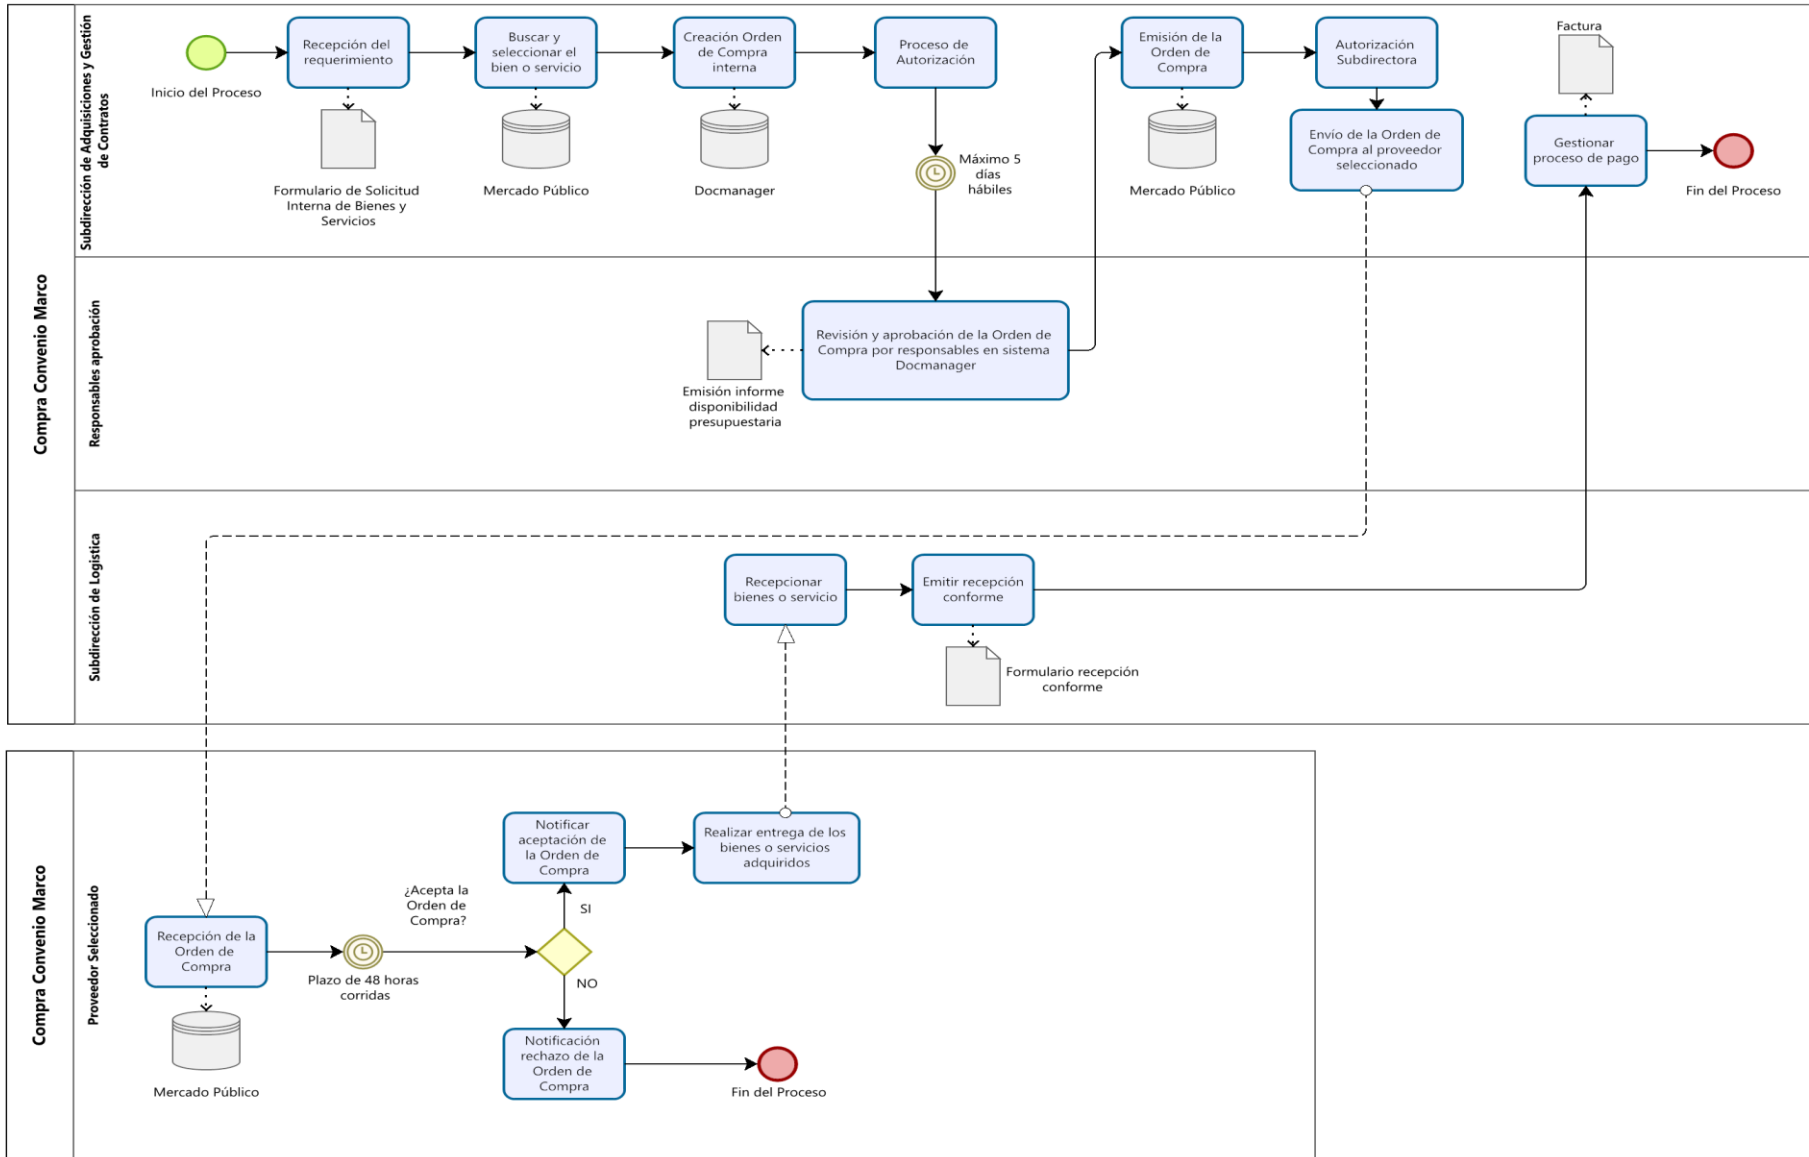 Compra Convenio Marco
Subdirección de Adquisiciones y Gestión
de Contratos
Inicio del Proceso
Recepción del
requerimiento
Formulario de Solicitud
Interna de Bienes y
Servicios
Buscar y
seleccionar el
bien o servicio
Mercado Público
Creación Orden
de Compra
interna
Docmanager
Proceso de
Autorización
Máximo 5
días
hábiles
Emisión de la
Orden de
Compra
Mercado Público
Autorización
Subdirectora
Envío de la Orden de
Compra al proveedor
seleccionado
Factura
Gestionar
proceso de pago
Fin del Proceso
Responsables aprobación
Revisión y aprobación de la Orden de
Compra por responsables en sistema
Docmanager
Emisión informe
disponibilidad
presupuestaria
Subdirección de Logística
Recepcionar
bienes o servicio
Emitir recepción
conforme
Formulario recepción
conforme
Compra Convenio Marco
Proveedor Seleccionado
Recepción de la
Orden de
Compra
Mercado Público
Plazo de 48 horas
corridas
¿Acepta la
Orden de
Compra?
SI
NO
Notificar
aceptación de
la Orden de
Compra
Realizar entrega de los
bienes o servicios
adquiridos
Notificación
rechazo de la
Orden de
Compra
Fin del Proceso